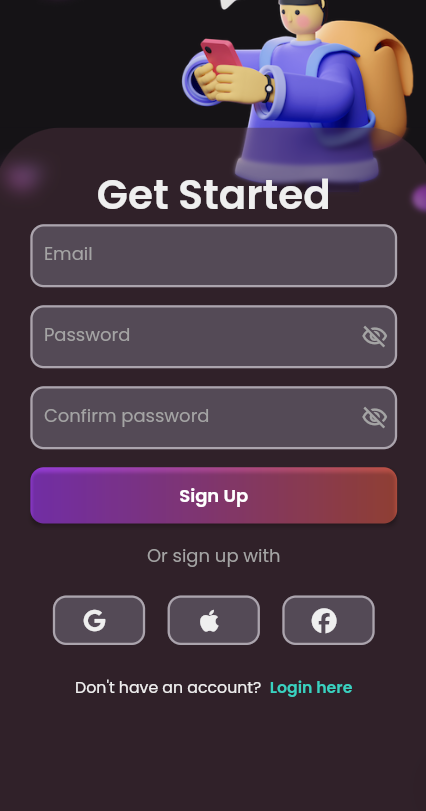 Get Started
Email
Password
Confirm password
Sign Up
Or sign up with
Don't have an account? Login here